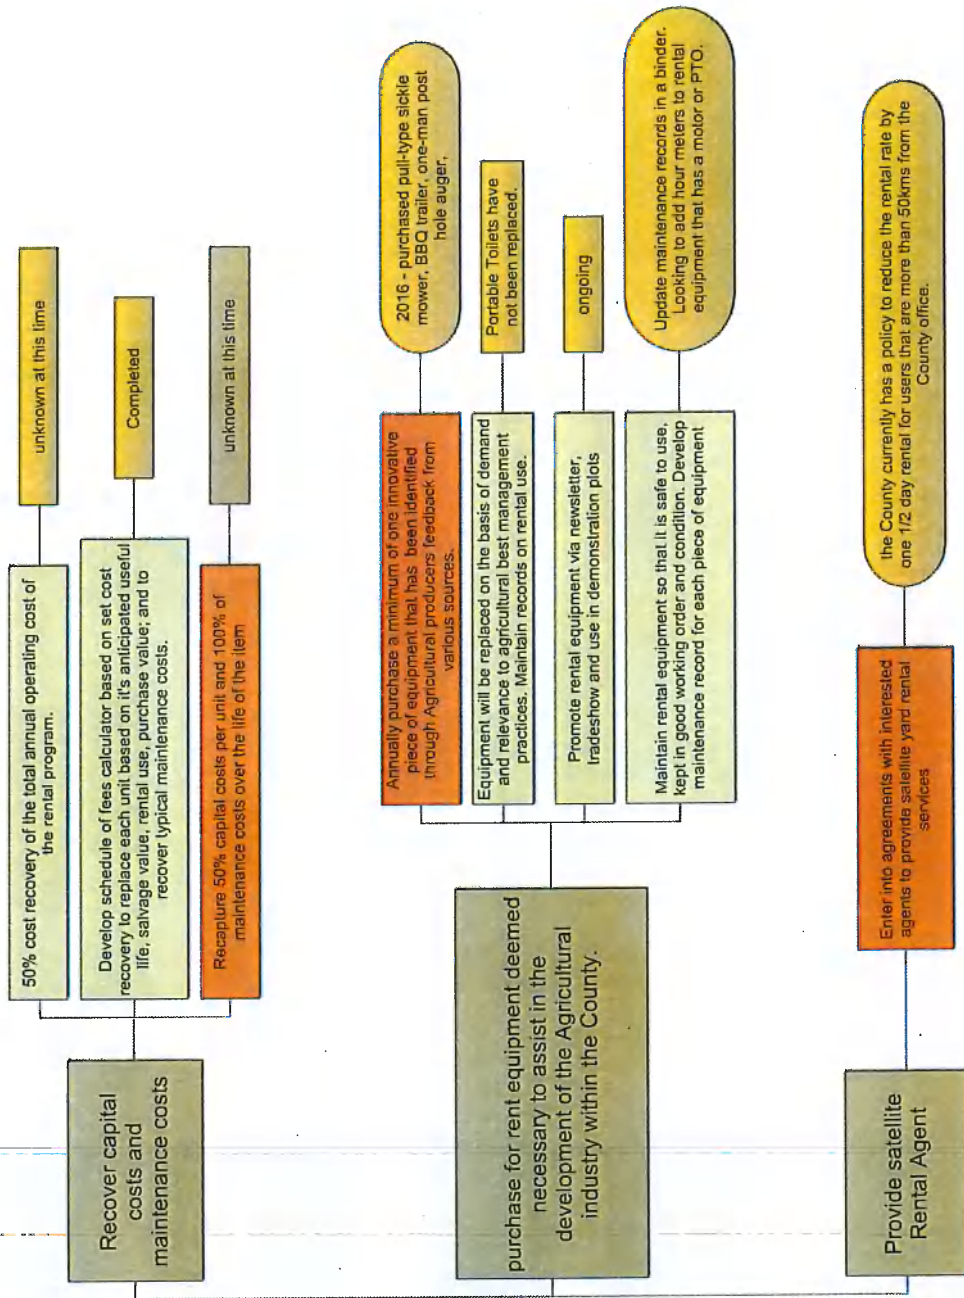 Recover capital
costs and
maintenance costs
50% cost recovery of the total annual operating cost of
the rental program.
unknown at this time
Develop schedule of fees calculator based on set cost
recovery to replace each unit based on it's anticipated useful
life, salvage value, rental use, purchase value; and to
recover typical maintenance costs.
Completed
Recapture 50% capital costs per unit and 100% of
maintenance costs over the life of the item
unknown at this time
purchase for rent equipment deemed
necessary to assist in the
development of the Agricultural
industry within the County.
Annually purchase a minimum of one innovative
piece of equipment that has been identified
through Agricultural producers feedback from
various sources.
2016 - purchased pull-type sickle
mower, BBQ trailer, one-man post
hole auger,
Equipment will be replaced on the basis of demand
and relevance to agricultural best management
practices. Maintain records on rental use.
Portable Toilets have
not been replaced.
Promote rental equipment via newsletter,
tradeshow and use in demonstration plots
ongoing
Maintain rental equipment so that it is safe to use,
kept in good working order and condition. Develop
maintenance record for each piece of equipment
Update maintenance records in a binder.
Looking to add hour meters to rental
equipment that has a motor or PTO.
Provide satellite
Rental Agent
Enter into agreements with interested
agents to provide satellite yard rental
services
the County currently has a policy to reduce the rental rate by
one 1/2 day rental for users that are more than 50kms from the
County office.